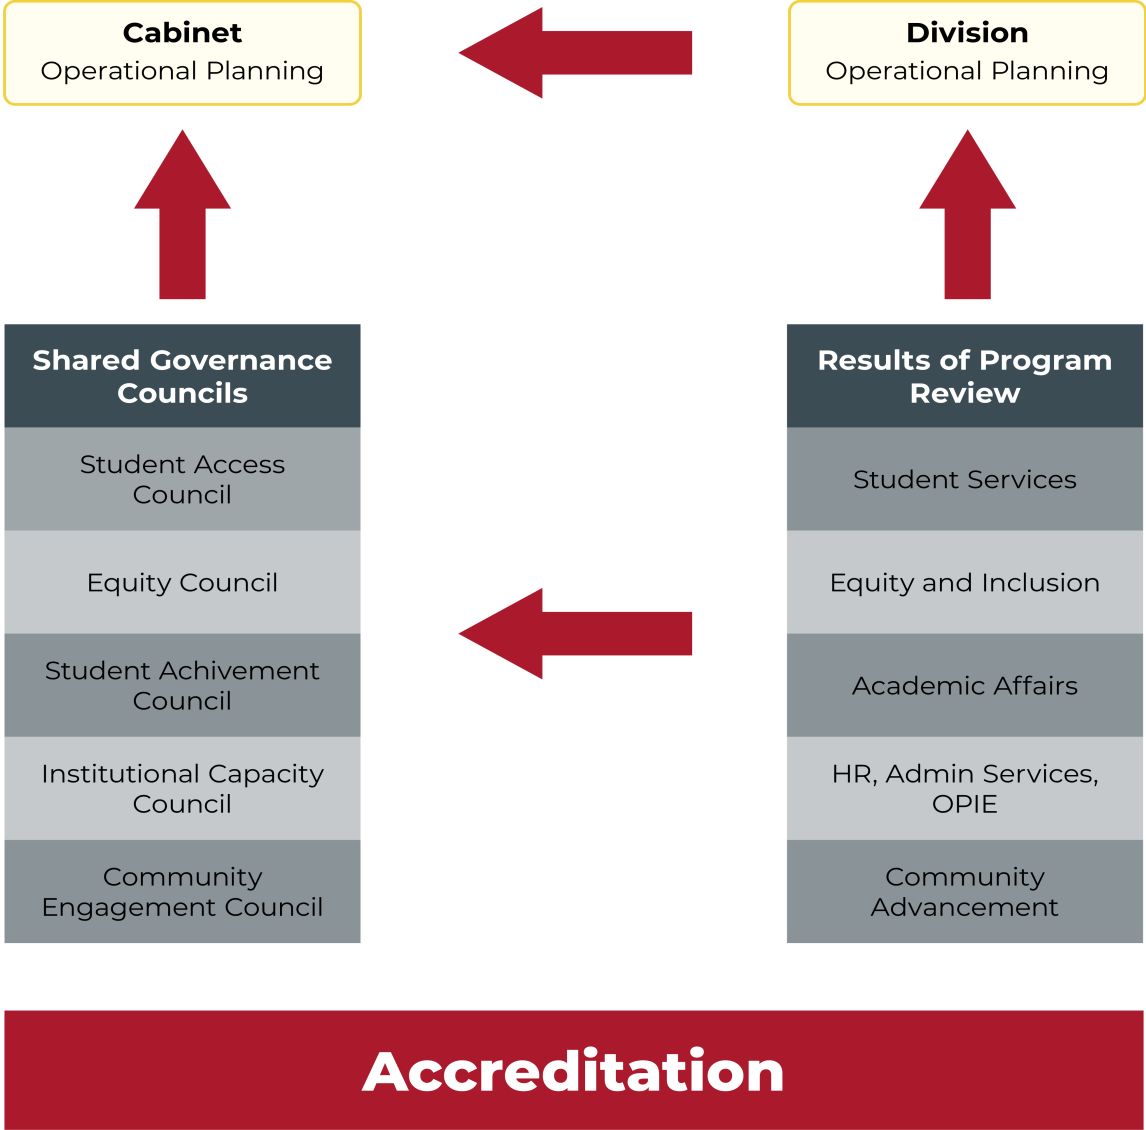 Cabinet
Operational Planning
Division
Operational Planning
Shared Governance
Councils
Student Access
Council
Equity Council
Student Achivement
Council
Institutional Capacity
Council
Community
Engagement Council
Results of Program
Review
Student Services
Equity and Inclusion
Academic Affairs
HR, Admin Services,
OPIE
Community
Advancement
Accreditation